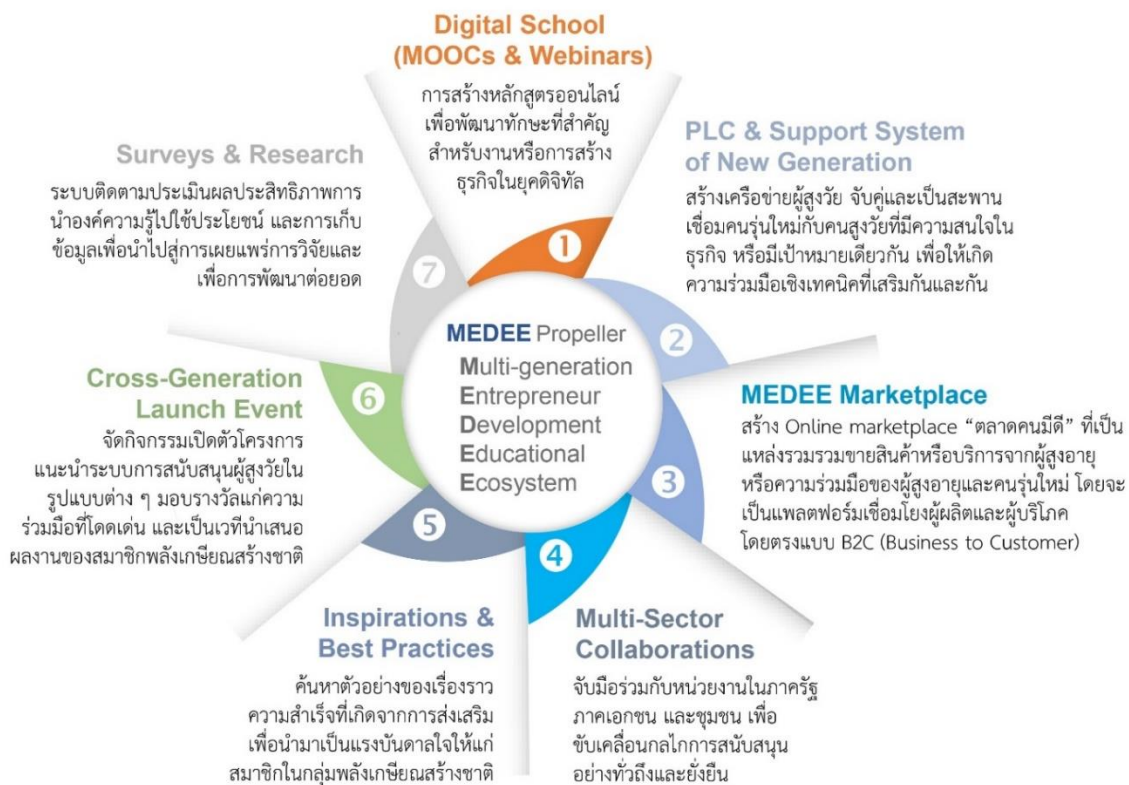 Digital School
(MOOCs & Webinars)
การสร้างหลักสูตรออนไลน์
เพื่อพัฒนาทักษะที่สำคัญ
สำหรับงานหรือการสร้าง
ธุรกิจในยุคดิจิทัล
1
PLC & Support System
of New Generation
สร้างเครือข่ายผู้สูงวัย จับคู่และเป็นสะพาน
เชื่อมคนรุ่นใหม่กับคนสูงวัยที่มีความสนใจใน
ธุรกิจ หรือมีเป้าหมายเดียวกัน เพื่อให้เกิด
ความร่วมมือเชิงเทคนิคที่เสริมกันและกัน
2
MEDEE Marketplace
สร้าง Online marketplace “ตลาดคนมีดี” ที่เป็น
แหล่งรวมรวมขายสินค้าหรือบริการจากผู้สูงอายุ
หรือความร่วมมือของผู้สูงอายุและคนรุ่นใหม่ โดยจะ
เป็นแพลตฟอร์มเชื่อมโยงผู้ผลิตและผู้บริโภค
โดยตรงแบบ B2C (Business to Customer)
3
Multi-Sector
Collaborations
จับมือร่วมกับหน่วยงานในภาครัฐ
ภาคเอกชน และชุมชน เพื่อ
ขับเคลื่อนกลไกการสนับสนุน
อย่างทั่วถึงและยั่งยืน
4
Inspirations &
Best Practices
ค้นหาตัวอย่างของเรื่องราว
ความสำเร็จที่เกิดจากการส่งเสริม
เพื่อนำมาเป็นแรงบันดาลใจให้แก่
สมาชิกในกลุ่มพลังเกษียณสร้างชาติ
5
Cross-Generation
Launch Event
จัดกิจกรรมเปิดตัวโครงการ
แนะนำระบบการสนับสนุนผู้สูงวัยใน
รูปแบบต่าง ๆ มอบรางวัลแก่ความ
ร่วมมือที่โดดเด่น และเป็นเวทีนำเสนอ
ผลงานของสมาชิกพลังเกษียณสร้างชาติ
6
Surveys & Research
ระบบติดตามประเมินผลประสิทธิภาพการ
นำองค์ความรู้ไปใช้ประโยชน์ และการเก็บ
ข้อมูลเพื่อนำไปสู่การเผยแพร่การวิจัยและ
เพื่อการพัฒนาต่อยอด
7
MEDEE Propeller
Multi-generation
Entrepreneur
Development
Educational
Ecosystem